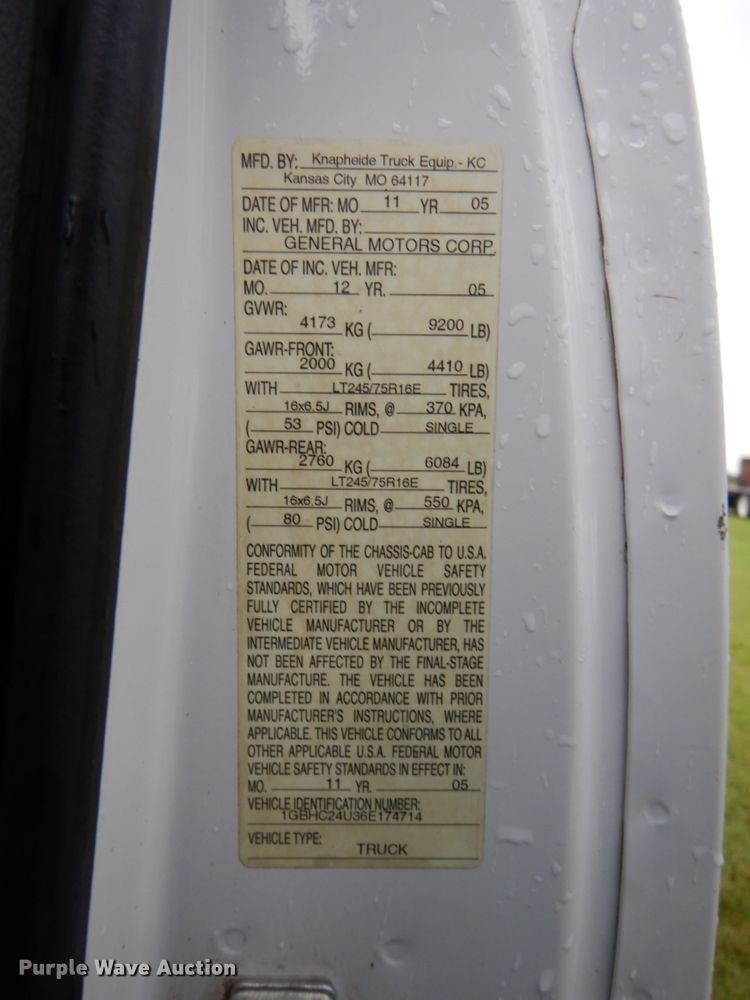 MFD. BY: Knapheide Truck Equip.- KC
Kansas City MO 64117
DATE OF MFR: MO 11 YR 05
INC. VEH. MFD. BY:
GENERAL MOTORS CORP.
DATE OF INC. VEH. MFR:
MO. 12 YR. 05
GVWR:
4173 KG ( 9200 LB)
GAWR-FRONT:
2000 KG ( 4410 LB)
WITH LT245/75R16E TIRES,
16x6.5J RIMS, @ 370 KPA,
( 53 PSI) COLD SINGLE
GAWR-REAR:
2760 KG ( 6084 LB)
WITH LT245/75R16E TIRES,
16x6.5J RIMS, @ 550 KPA,
( 80 PSI) COLD SINGLE
CONFORMITY OF THE CHASSIS-CAB TO U.S.A.
FEDERAL MOTOR VEHICLE SAFETY
STANDARDS, WHICH HAVE BEEN PREVIOUSLY
FULLY CERTIFIED BY THE INCOMPLETE
VEHICLE MANUFACTURER OR BY THE
INTERMEDIATE VEHICLE MANUFACTURER, HAS
NOT BEEN AFFECTED BY THE FINAL-STAGE
MANUFACTURE. THE VEHICLE HAS BEEN
COMPLETED IN ACCORDANCE WITH PRIOR
MANUFACTURER'S INSTRUCTIONS, WHERE
APPLICABLE. THIS VEHICLE CONFORMS TO ALL
OTHER APPLICABLE U.S.A. FEDERAL MOTOR
VEHICLE SAFETY STANDARDS IN EFFECT IN:
MO. 11 YR. 05
VEHICLE IDENTIFICATION NUMBER:
1GBHC24U36E174714
VEHICLE TYPE:
TRUCK
Purple Wave Auction